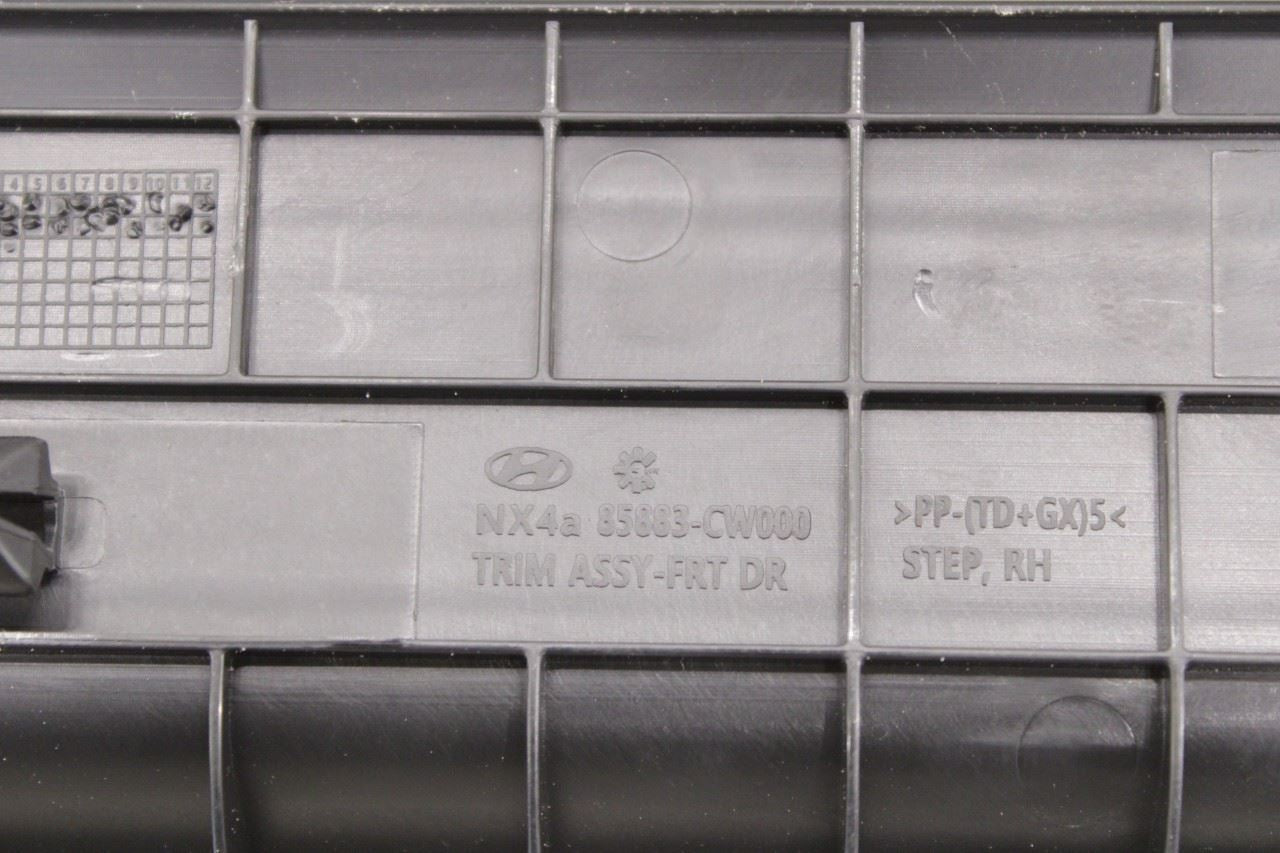 4 5 6 7 8 9 10 11 12
NX4a 85883-CW000
TRIM ASSY-FRT DR
>PP-(TD+GX)5<
STEP, RH